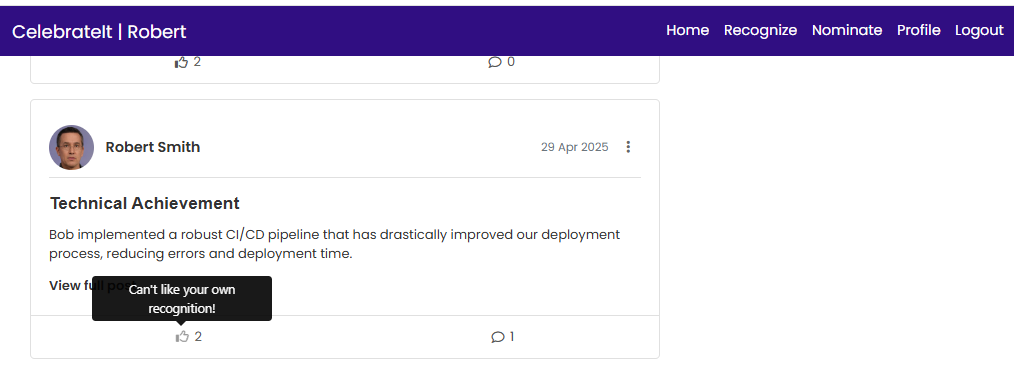 CelebrateIt | Robert
Home Recognize Nominate Profile Logout
2 0
Robert Smith 29 Apr 2025
Technical Achievement
Bob implemented a robust CI/CD pipeline that has drastically improved our deployment
process, reducing errors and deployment time.
View full post
Can't like your own
recognition!
2 1